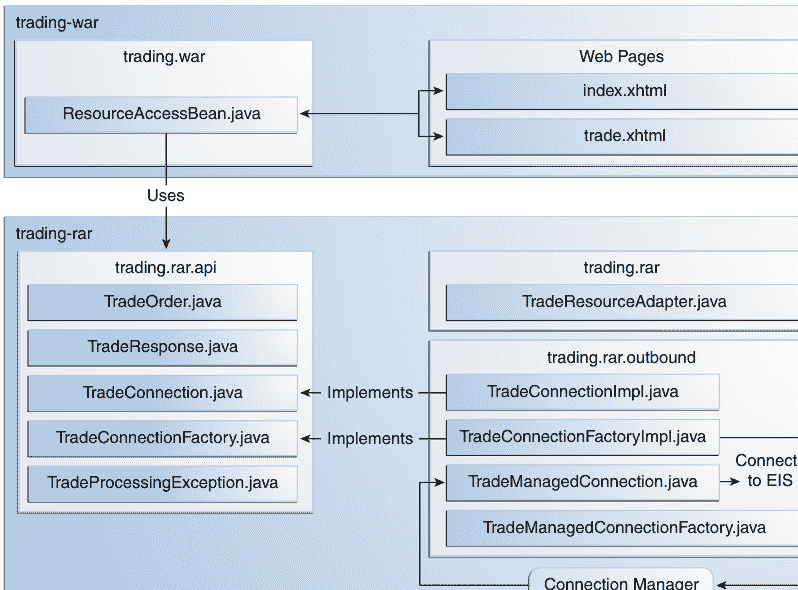 trading-war
trading.war
ResourceAccessBean.java
Web Pages
index.xhtml
trade.xhtml
Uses
trading-rar
trading.rar.api
TradeOrder.java
TradeResponse.java
TradeConnection.java
TradeConnectionFactory.java
TradeProcessingException.java
Implements
Implements
trading.rar
TradeResourceAdapter.java
trading.rar.outbound
TradeConnectionImpl.java
TradeConnectionFactoryImpl.java
TradeManagedConnection.java
TradeManagedConnectionFactory.java
Connect
to EIS
Connection Manager